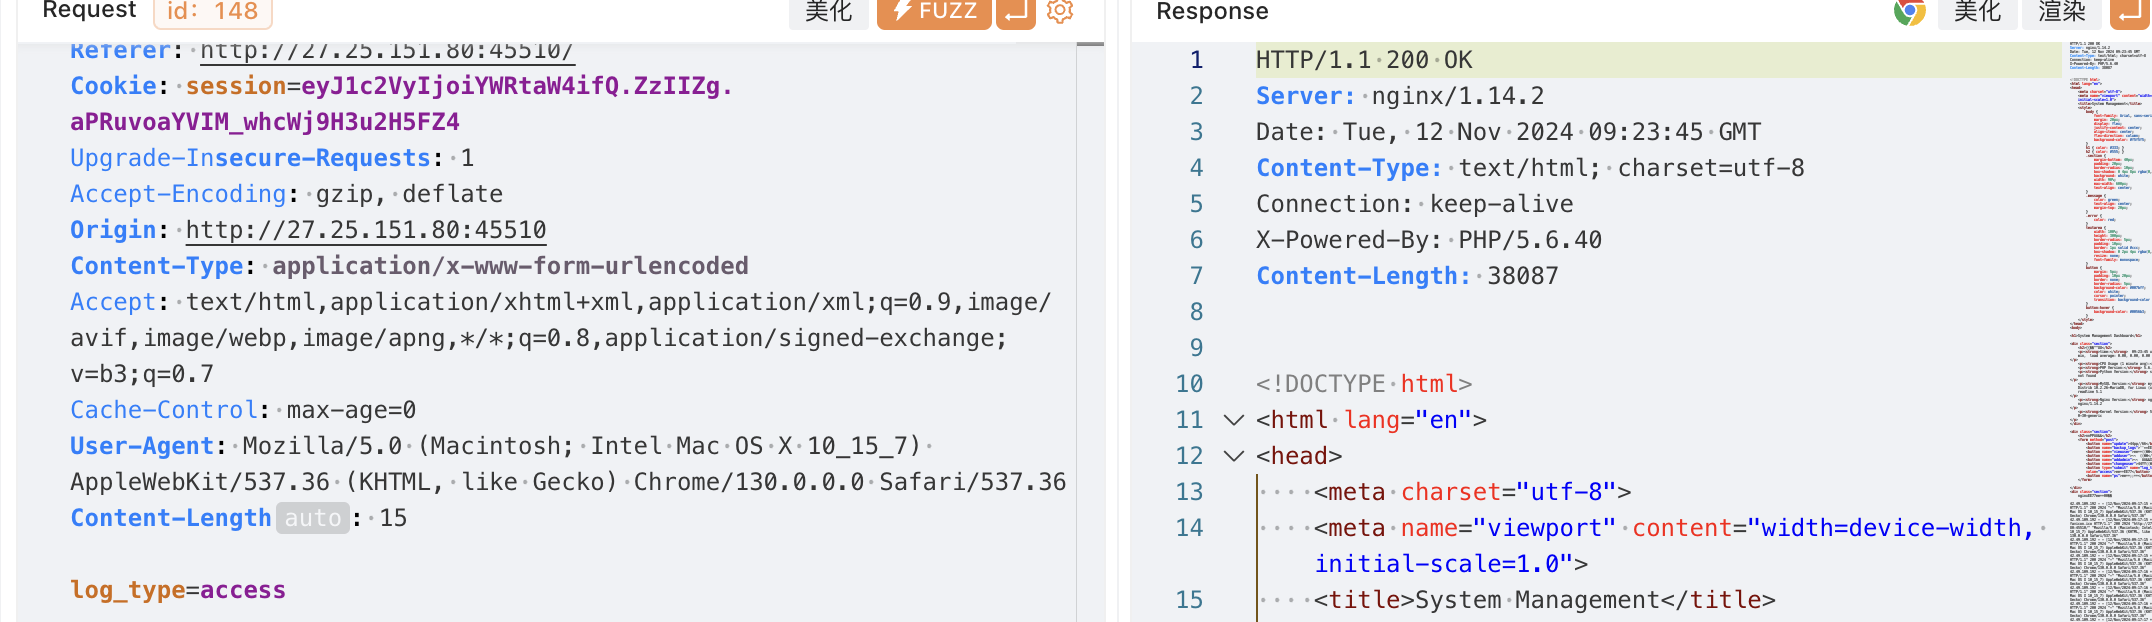 Request id: 148 美化 FUZZ
Referer: http://27.25.151.80:45510/
Cookie: session=eyJ1c2VyIjoiYWRtaW4ifQ.ZzIIZg.
aPRuvoaYVIM_whcWj9H3u2H5FZ4
Upgrade-Insecure-Requests: 1
Accept-Encoding: gzip, deflate
Origin: http://27.25.151.80:45510
Content-Type: application/x-www-form-urlencoded
Accept: text/html,application/xhtml+xml,application/xml;q=0.9,image/
avif,image/webp,image/apng,*/*;q=0.8,application/signed-exchange;
v=b3;q=0.7
Cache-Control: max-age=0
User-Agent: Mozilla/5.0 (Macintosh; Intel Mac OS X 10_15_7)
AppleWebKit/537.36 (KHTML, like Gecko) Chrome/130.0.0.0 Safari/537.36
Content-Length auto : 15
log_type=access
Response 美化 渲染
1 HTTP/1.1 200 OK
2 Server: nginx/1.14.2
3 Date: Tue, 12 Nov 2024 09:23:45 GMT
4 Content-Type: text/html; charset=utf-8
5 Connection: keep-alive
6 X-Powered-By: PHP/5.6.40
7 Content-Length: 38087
8
9
10 <!DOCTYPE html>
11 <html lang="en">
12 <head>
13 <meta charset="utf-8">
14 <meta name="viewport" content="width=device-width,
initial-scale=1.0">
15 <title>System Management</title>